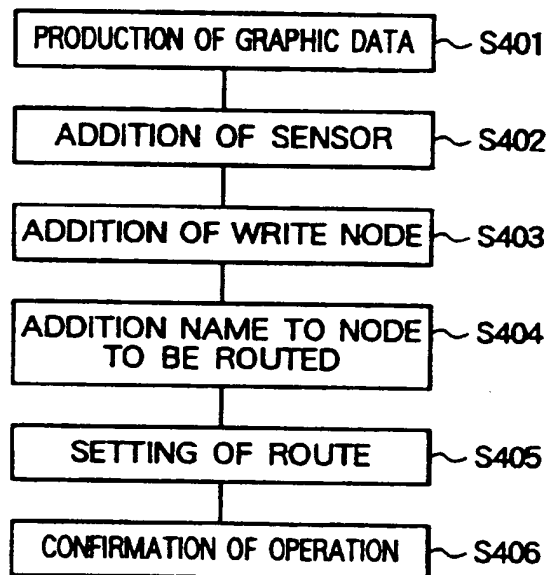 PRODUCTION OF GRAPHIC DATA S401
ADDITION OF SENSOR S402
ADDITION OF WRITE NODE S403
ADDITION NAME TO NODE S404
TO BE ROUTED
SETTING OF ROUTE S405
CONFIRMATION OF OPERATION S406